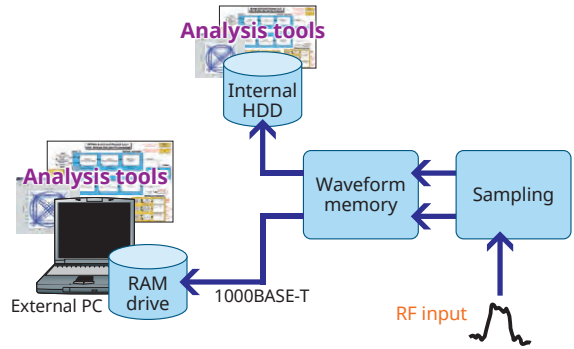 Analysis tools
Internal
HDD
Analysis tools
Waveform
memory
Sampling
RAM
drive
1000BASE-T
External PC
RF input